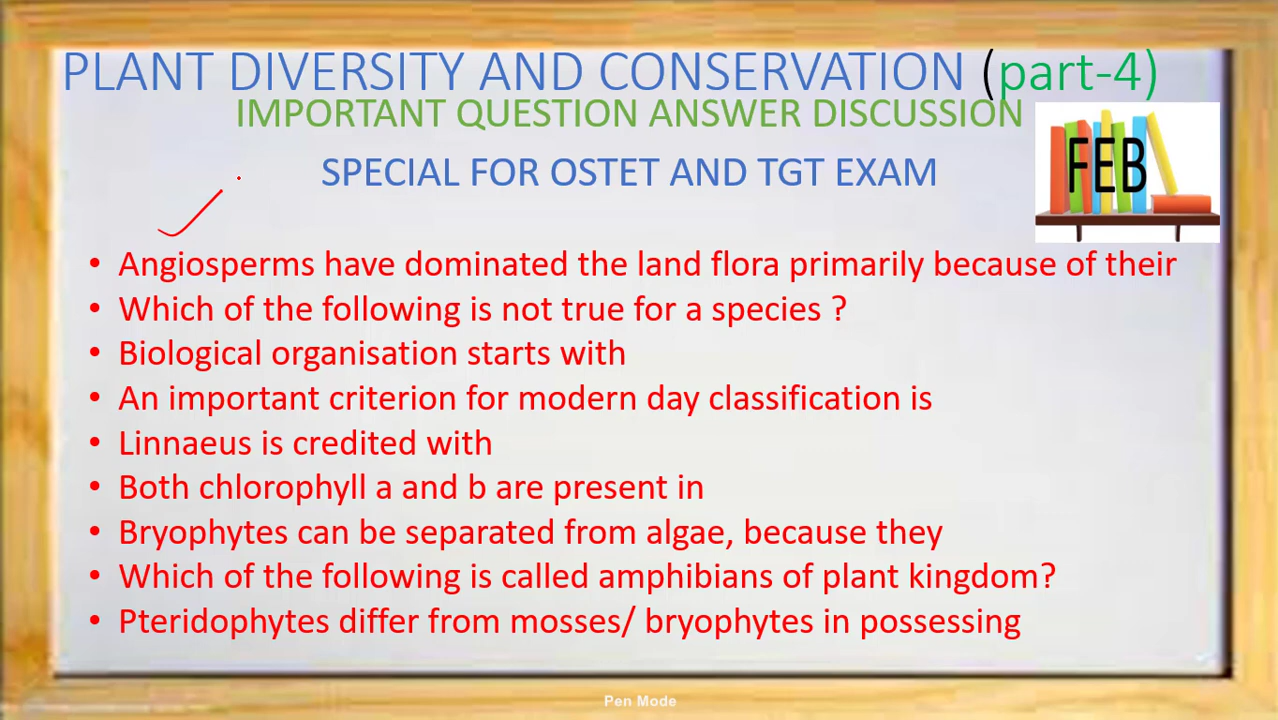 PLANT DIVERSITY AND CONSERVATION (part-4)
IMPORTANT QUESTION ANSWER DISCUSSION
SPECIAL FOR OSTET AND TGT EXAM
FEB
• Angiosperms have dominated the land flora primarily because of their
• Which of the following is not true for a species ?
• Biological organisation starts with
• An important criterion for modern day classification is
• Linnaeus is credited with
• Both chlorophyll a and b are present in
• Bryophytes can be separated from algae, because they
• Which of the following is called amphibians of plant kingdom?
• Pteridophytes differ from mosses/ bryophytes in possessing
Pen Mode